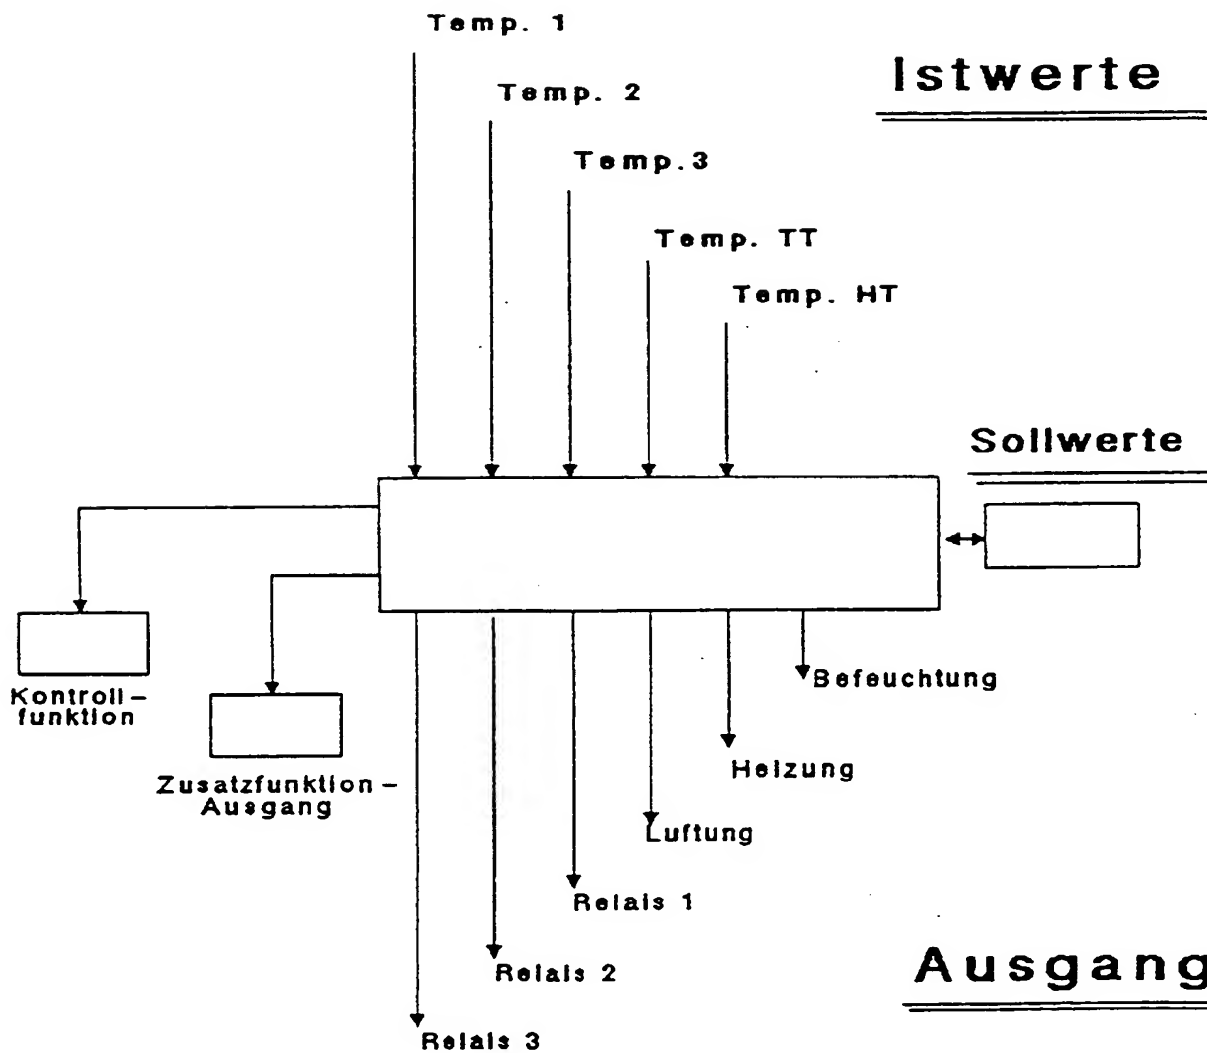 Temp. 1
Istwerte
Temp. 2
Temp.3
Temp. TT
Temp. HT
Sollwerte
Befeuchtung
Kontroll-
funktion
Heizung
Zusatzfunktion-
Ausgang
Luftung
Relais 1
Relais 2
Ausgang
Relais 3